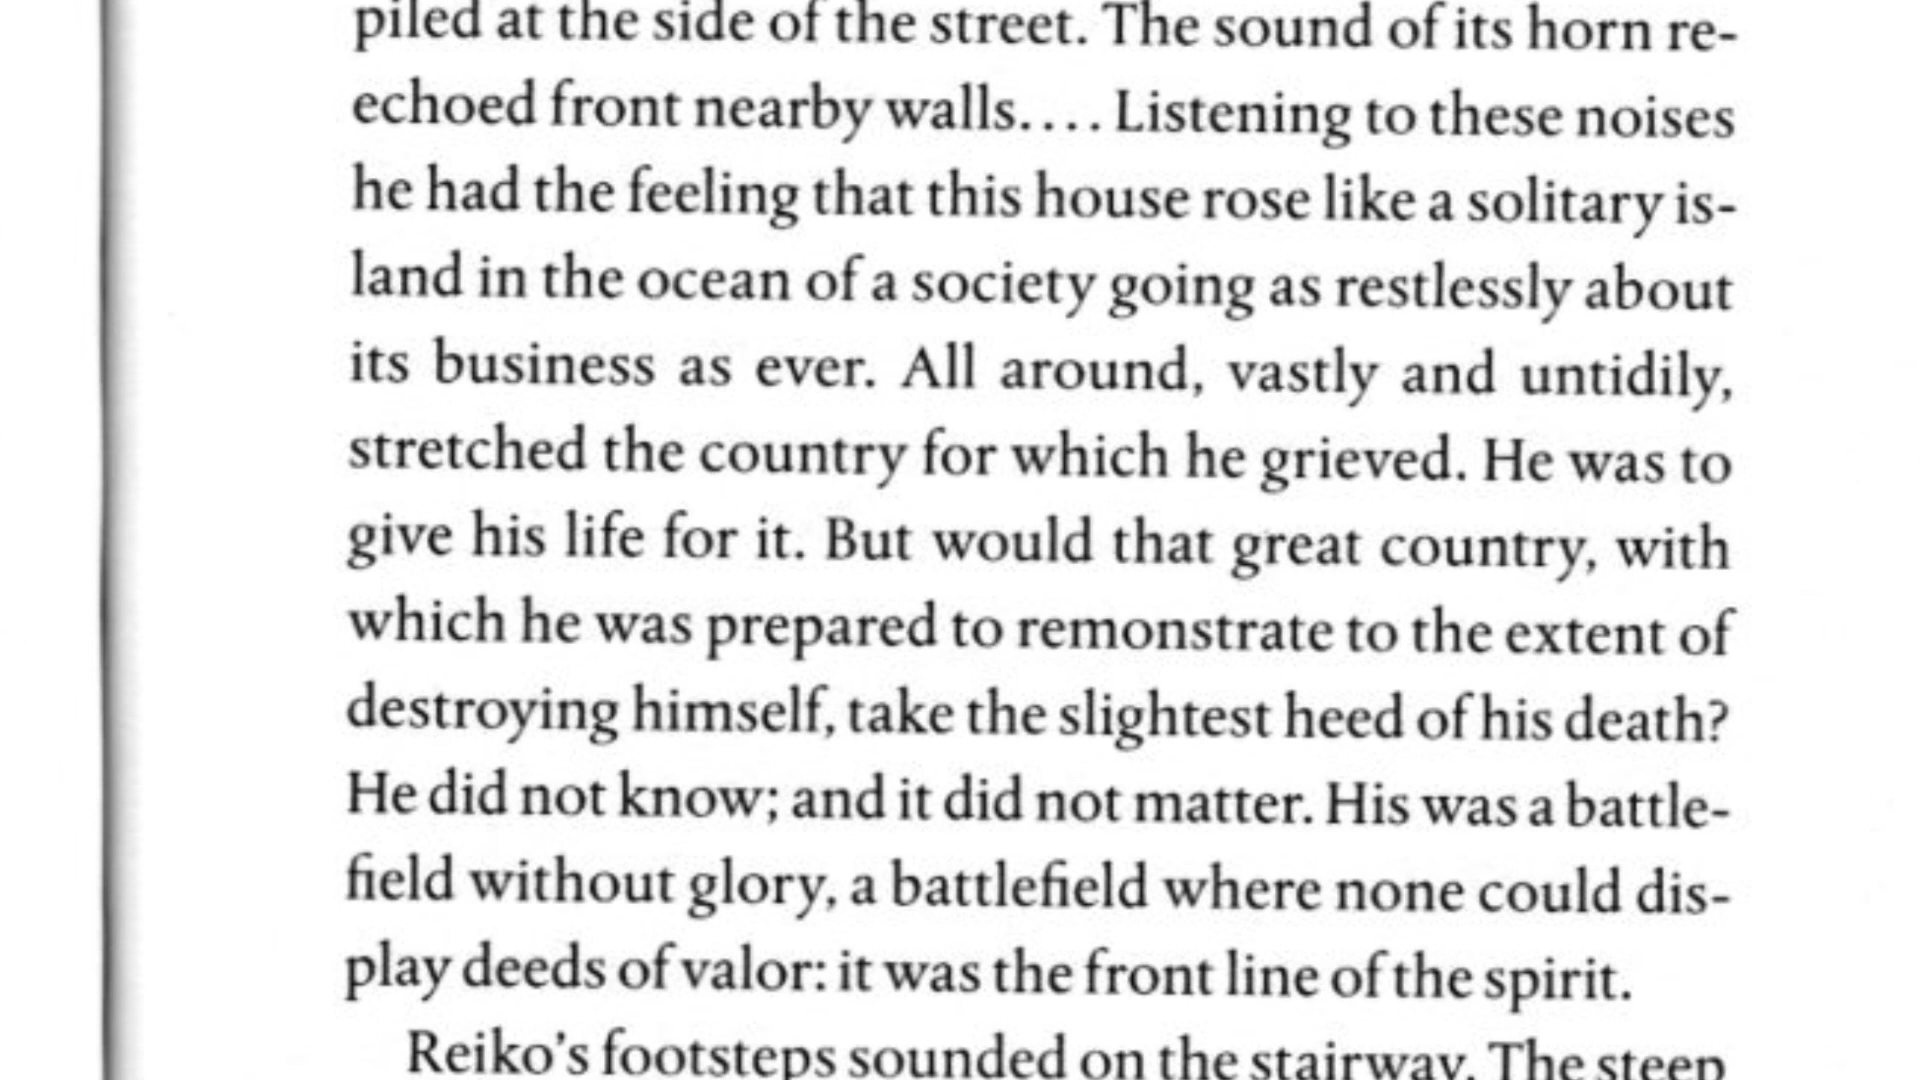 piled at the side of the street. The sound of its horn re-
echoed front nearby walls.... Listening to these noises
he had the feeling that this house rose like a solitary is-
land in the ocean of a society going as restlessly about
its business as ever. All around, vastly and untidily,
stretched the country for which he grieved. He was to
give his life for it. But would that great country, with
which he was prepared to remonstrate to the extent of
destroying himself, take the slightest heed of his death?
He did not know; and it did not matter. His was a battle-
field without glory, a battlefield where none could dis-
play deeds of valor: it was the front line of the spirit.
Reiko's footsteps sounded on the stairway. The steep